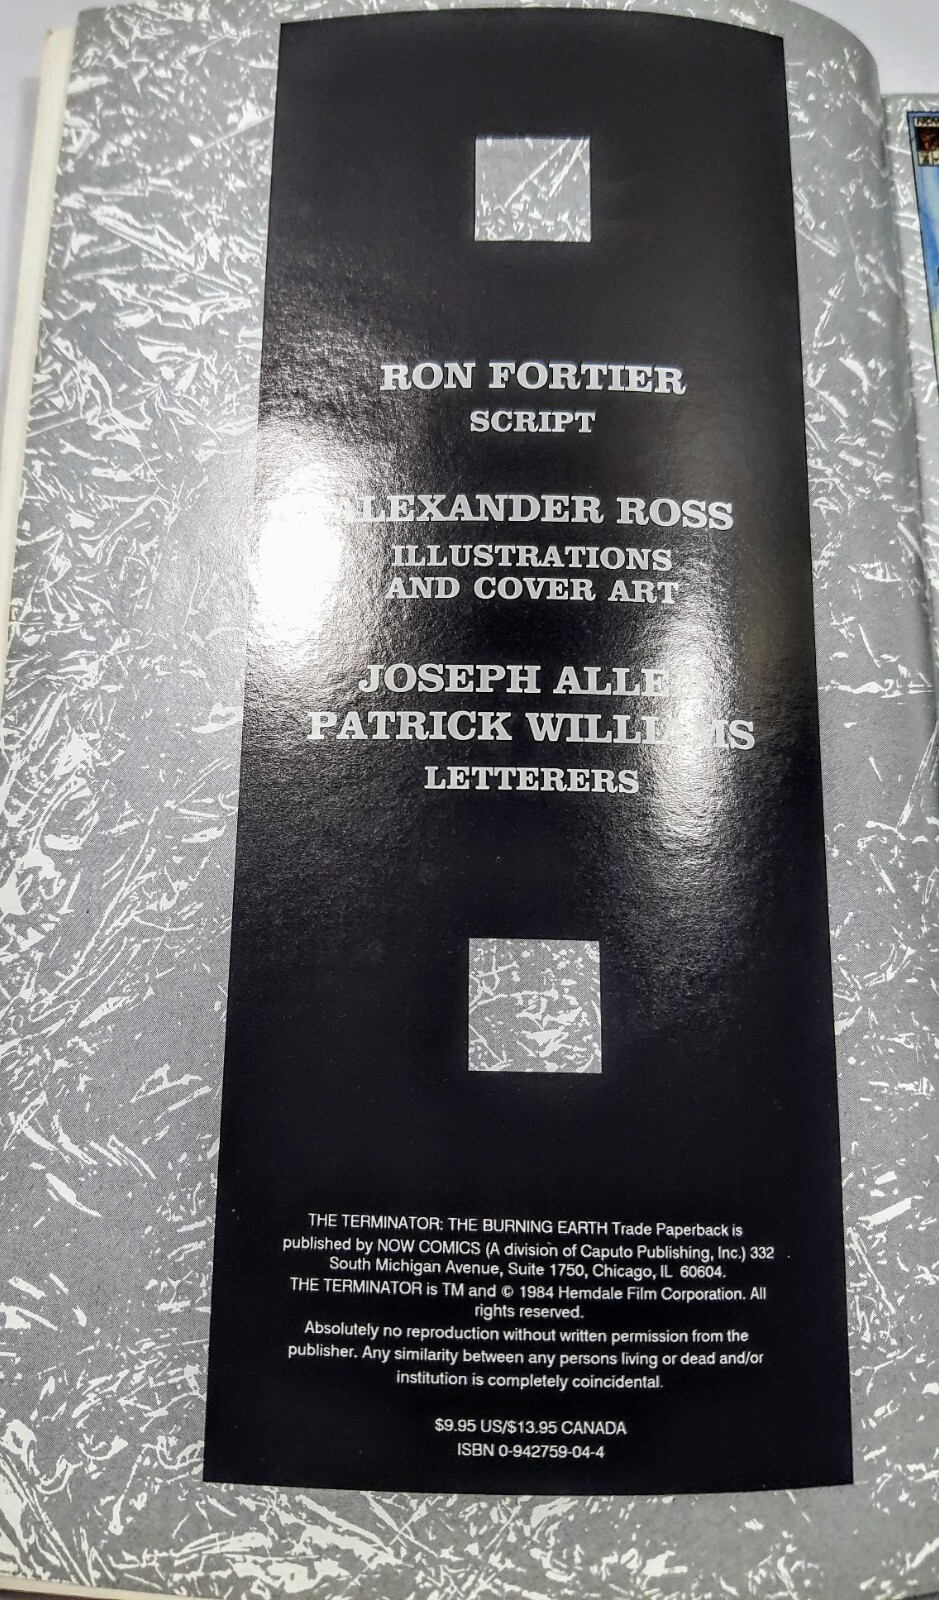 RON FORTIER
SCRIPT
ALEXANDER ROSS
ILLUSTRATIONS
AND COVER ART
JOSEPH
PATRICK WILLIAMS
LETTERERS
THE TERMINATOR: THE BURNING EARTH Trade Paperback is
published by NOW COMICS (A division of Caputo Publishing, Inc.) 332
South Michigan Avenue, Suite 1750, Chicago, IL 60604.
THE TERMINATOR is TM and © 1984 Hemdale Film Corporation. All
rights reserved.
Absolutely no reproduction without written permission from the
publisher. Any similarity between any persons living or dead and/or
institution is completely coincidental.
$9.95 US/$13.95 CANADA
ISBN 0-942759-04-4